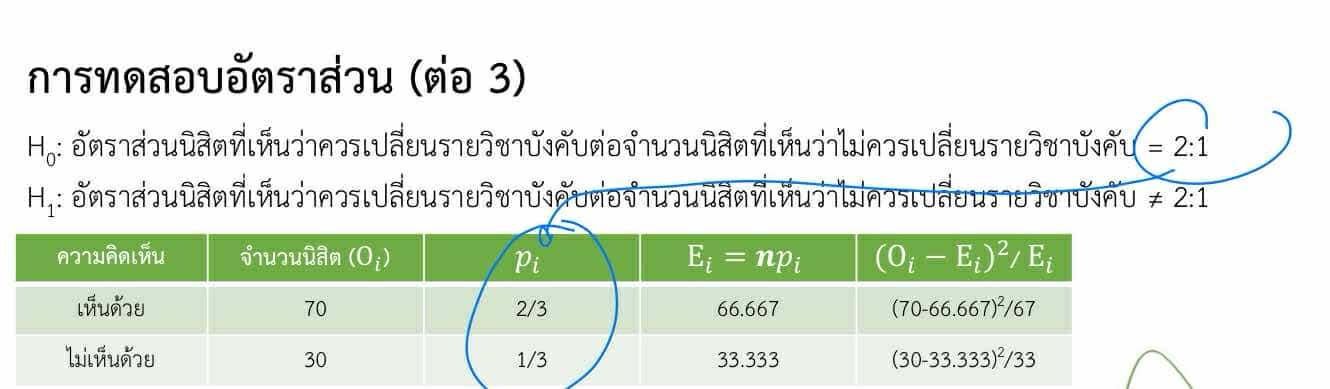 การทดสอบอัตราส่วน (ต่อ 3)
H₀: อัตราส่วนนิสิตที่เห็นว่าควรเปลี่ยนรายวิชาบังคับต่อจำนวนนิสิตที่เห็นว่าไม่ควรเปลี่ยนรายวิชาบังคับ = 2:1
H₁: อัตราส่วนนิสิตที่เห็นว่าควรเปลี่ยนรายวิชาบังคับต่อจำนวนนิสิตที่เห็นว่าไม่ควรเปลี่ยนรายวิชาบังคับ ≠ 2:1
ความคิดเห็น จำนวนนิสิต (Oᵢ) pᵢ Eᵢ = npᵢ (Oᵢ − Eᵢ)²/ Eᵢ
เห็นด้วย 70 2/3 66.667 (70-66.667)²/67
ไม่เห็นด้วย 30 1/3 33.333 (30-33.333)²/33